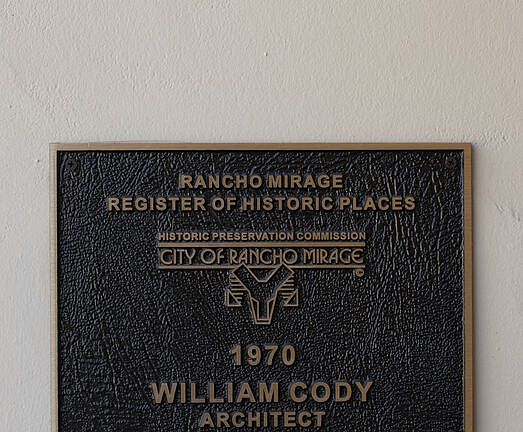 RANCHO MIRAGE
REGISTER OF HISTORIC PLACES
HISTORIC PRESERVATION COMMISSION
CITY OF RANCHO MIRAGE
©
1970
WILLIAM CODY
ARCHITECT